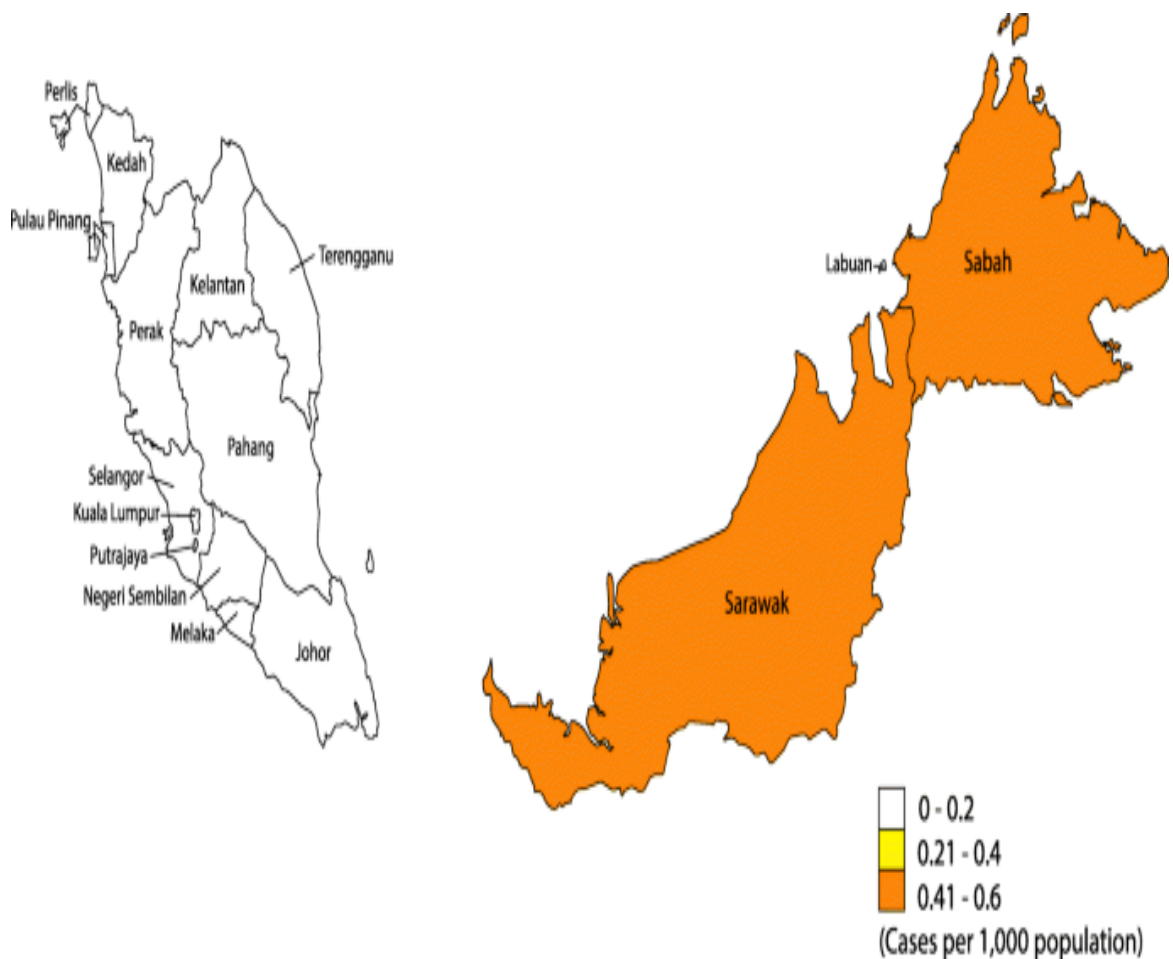 Perlis
Kedah
Pulau Pinang
Terengganu
Kelantan
Perak
Pahang
Selangor
Kuala Lumpur
Putrajaya
Negeri Sembilan
Melaka
Johor
Labuan
Sabah
Sarawak
0 - 0.2
0.21 - 0.4
0.41 - 0.6
(Cases per 1,000 population)